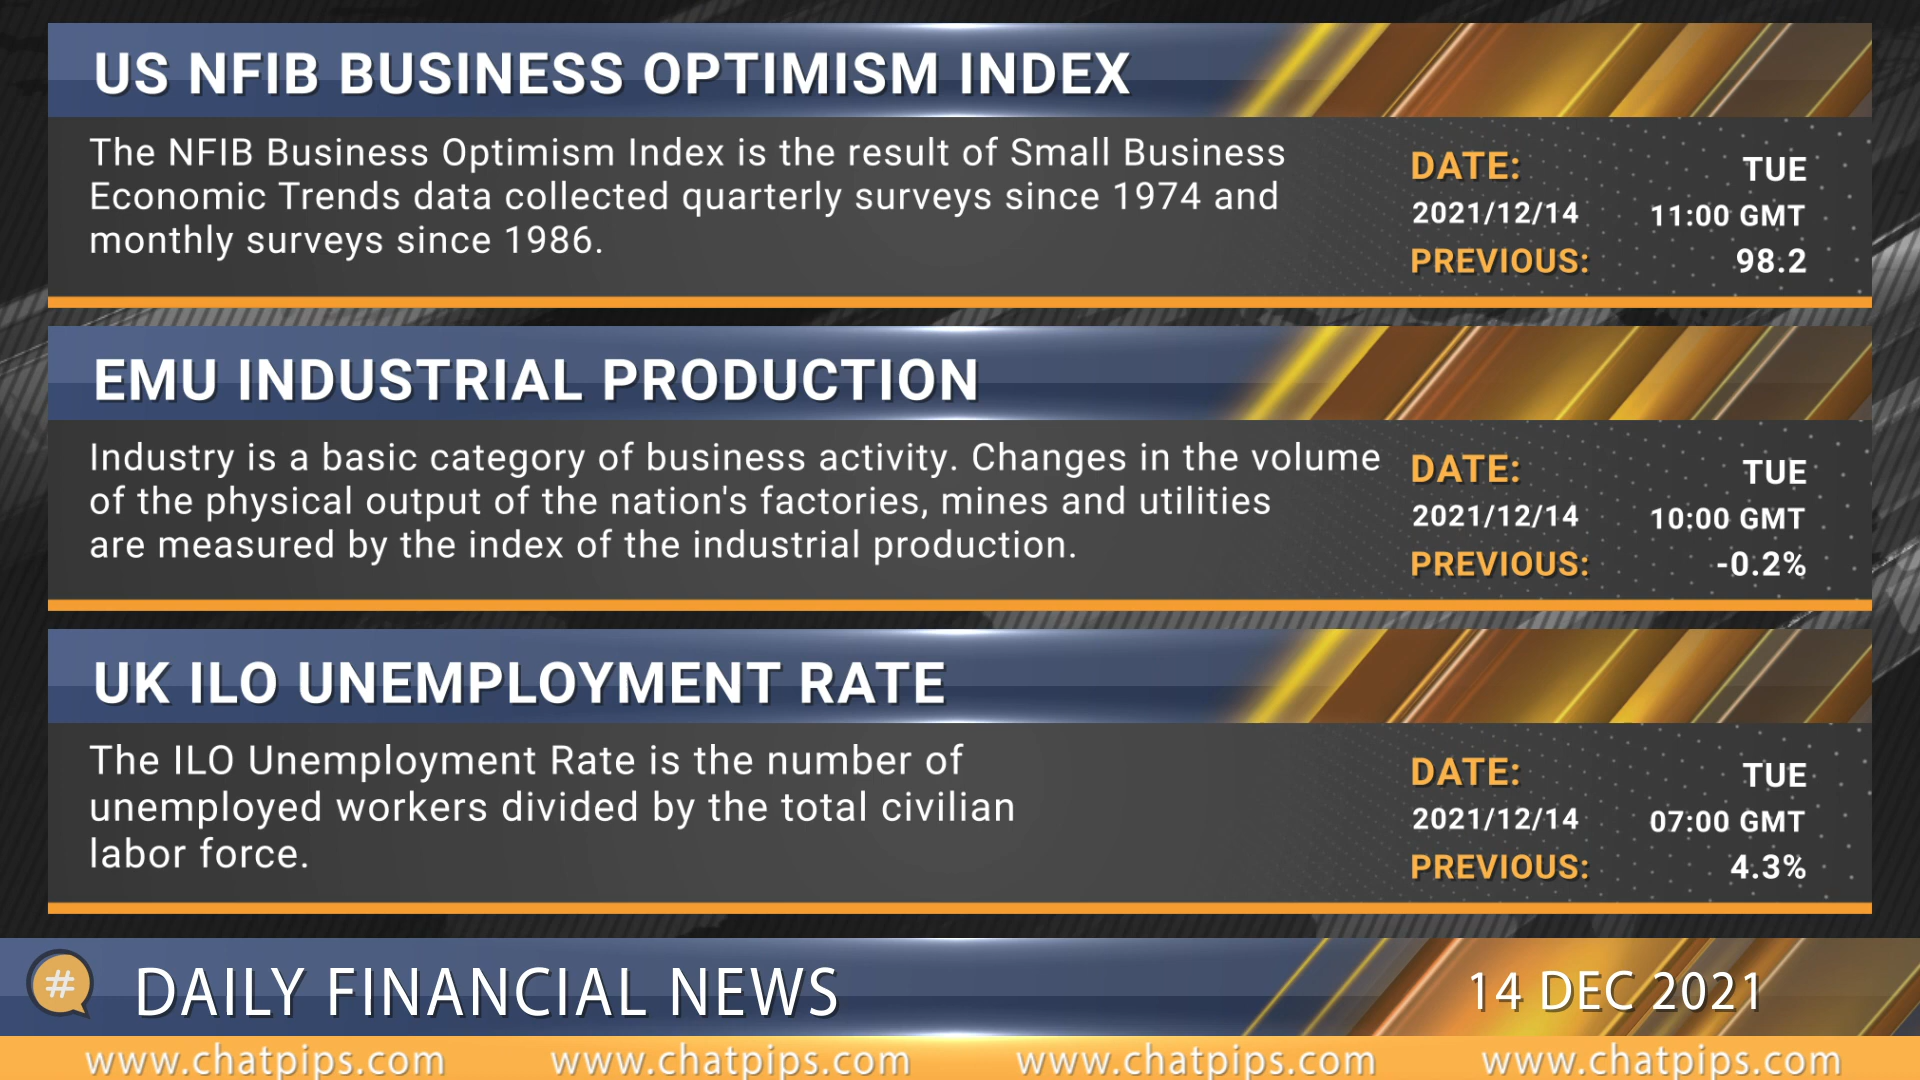 US NFIB BUSINESS OPTIMISM INDEX
The NFIB Business Optimism Index is the result of Small Business
Economic Trends data collected quarterly surveys since 1974 and
monthly surveys since 1986.
DATE: TUE
2021/12/14 11:00 GMT
PREVIOUS: 98.2
EMU INDUSTRIAL PRODUCTION
Industry is a basic category of business activity. Changes in the volume
of the physical output of the nation's factories, mines and utilities
are measured by the index of the industrial production.
DATE: TUE
2021/12/14 10:00 GMT
PREVIOUS: -0.2%
UK ILO UNEMPLOYMENT RATE
The ILO Unemployment Rate is the number of
unemployed workers divided by the total civilian
labor force.
DATE: TUE
2021/12/14 07:00 GMT
PREVIOUS: 4.3%
# DAILY FINANCIAL NEWS 14 DEC 2021
www.chatpips.com www.chatpips.com www.chatpips.com www.chatpips.com